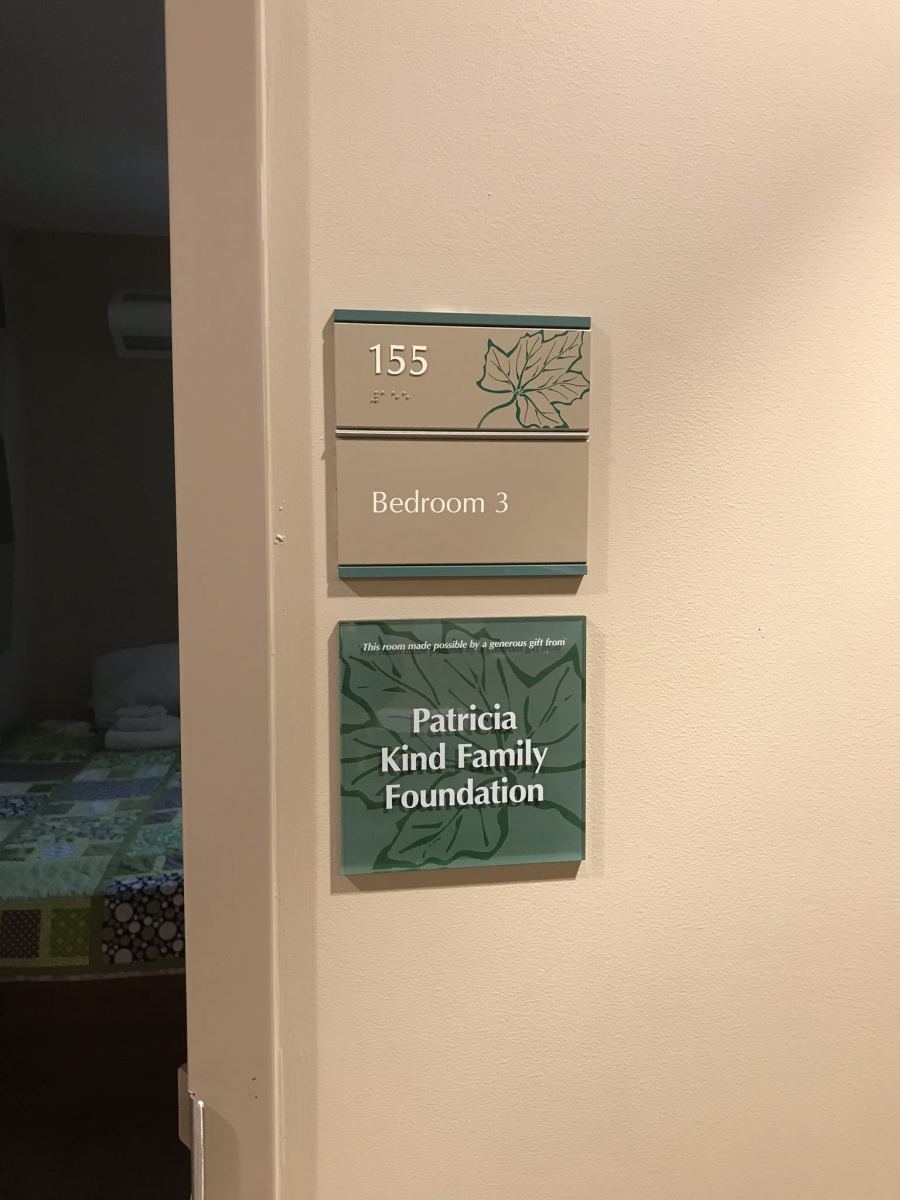 155
Bedroom 3
This room made possible by a generous gift from
Patricia
Kind Family
Foundation